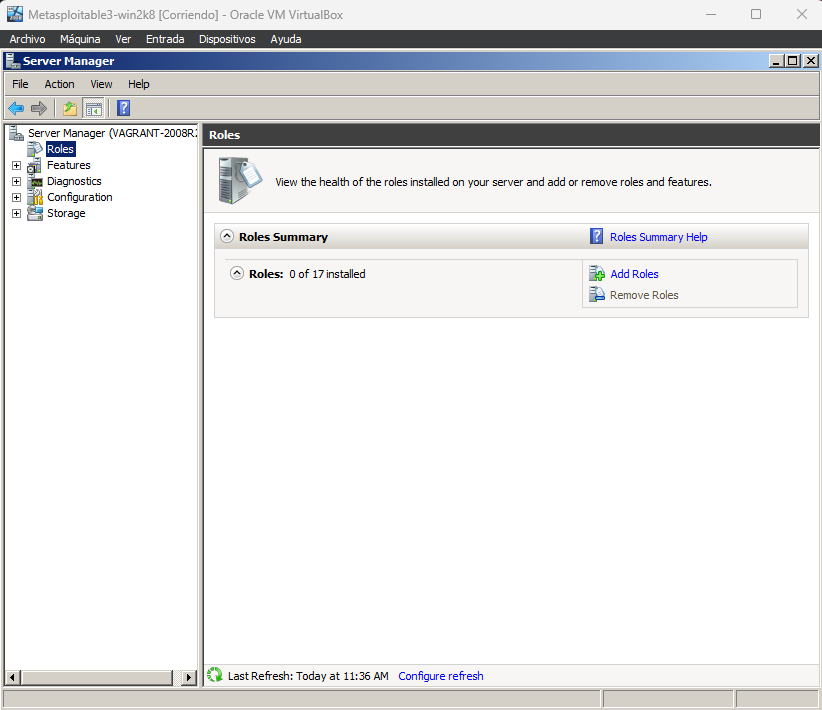 Metasploitable3-win2k8 [Corriendo] - Oracle VM VirtualBox
Archivo Máquina Ver Entrada Dispositivos Ayuda
Server Manager
File Action View Help
Server Manager (VAGRANT-2008R2
Roles
Features
Diagnostics
Configuration
Storage
Roles
View the health of the roles installed on your server and add or remove roles and features.
Roles Summary
Roles Summary Help
Roles: 0 of 17 installed
Add Roles
Remove Roles
Last Refresh: Today at 11:36 AM Configure refresh